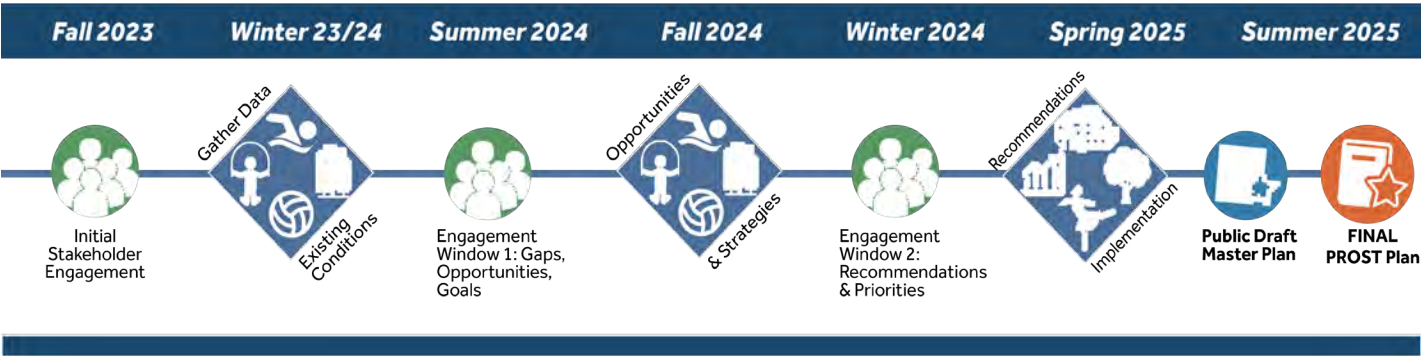 Fall 2023
Winter 23/24
Summer 2024
Fall 2024
Winter 2024
Spring 2025
Summer 2025
Initial
Stakeholder
Engagement
Gather Data
Existing
Conditions
Engagement
Window 1: Gaps,
Opportunities,
Goals
Opportunities
& Strategies
Engagement
Window 2:
Recommendations
& Priorities
Recommendations
Implementation
Public Draft
Master Plan
FINAL
PROST Plan